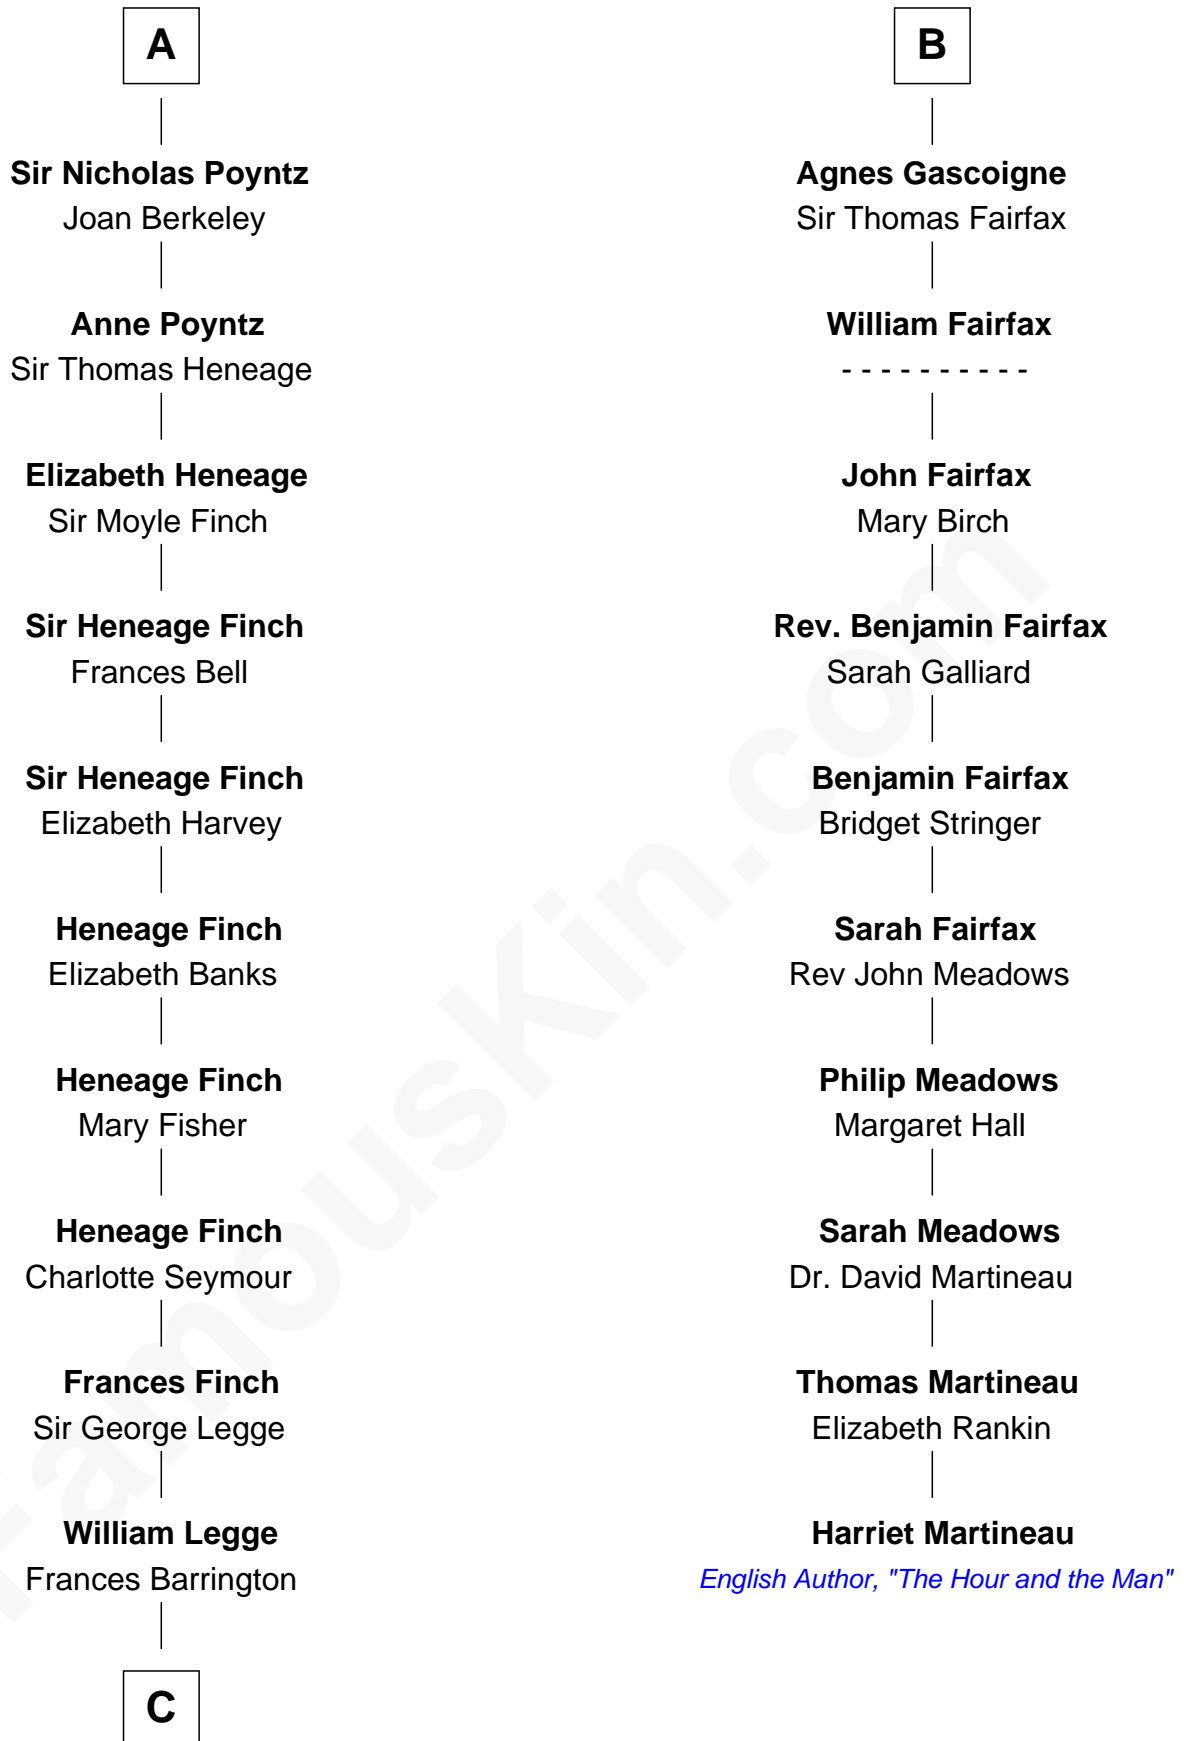 A
Sir Nicholas Poyntz
Joan Berkeley
Anne Poyntz
Sir Thomas Heneage
Elizabeth Heneage
Sir Moyle Finch
Sir Heneage Finch
Frances Bell
Sir Heneage Finch
Elizabeth Harvey
Heneage Finch
Elizabeth Banks
Heneage Finch
Mary Fisher
Heneage Finch
Charlotte Seymour
Frances Finch
Sir George Legge
William Legge
Frances Barrington
C
B
Agnes Gascoigne
Sir Thomas Fairfax
William Fairfax
- - - - - - - - - -
John Fairfax
Mary Birch
Rev. Benjamin Fairfax
Sarah Galliard
Benjamin Fairfax
Bridget Stringer
Sarah Fairfax
Rev John Meadows
Philip Meadows
Margaret Hall
Sarah Meadows
Dr. David Martineau
Thomas Martineau
Elizabeth Rankin
Harriet Martineau
English Author, "The Hour and the Man"
FamousKin.com